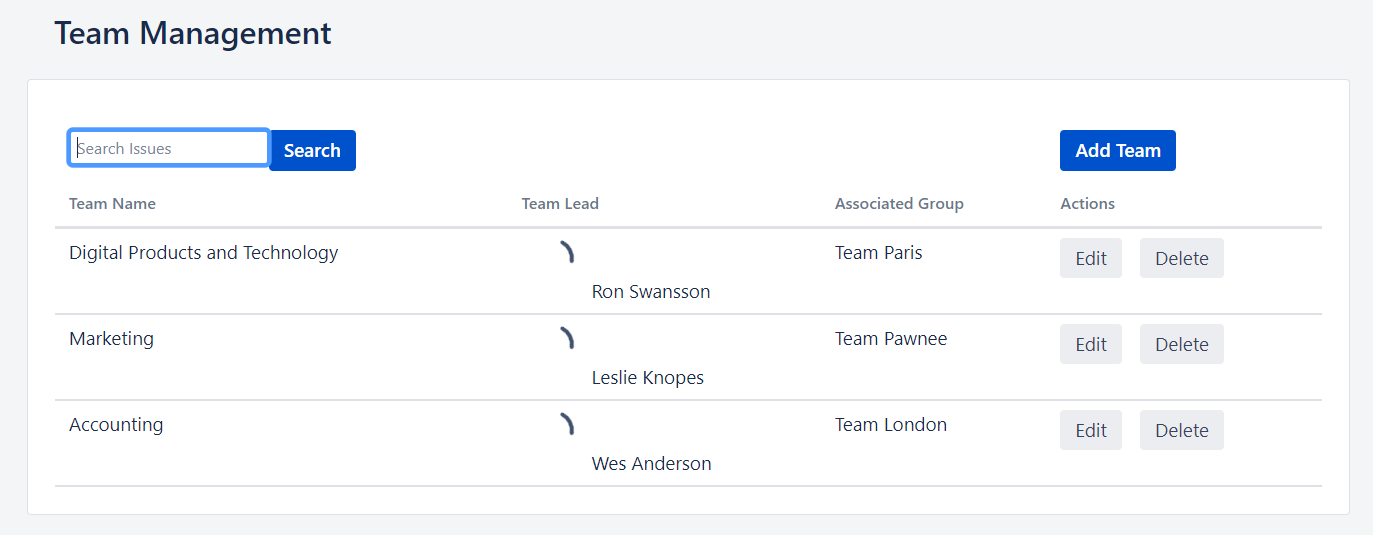 Team Management
Search Issues Search Add Team
Team Name Team Lead Associated Group Actions
Digital Products and Technology Team Paris Edit Delete
Ron Swansson
Marketing Team Pawnee Edit Delete
Leslie Knopes
Accounting Team London Edit Delete
Wes Anderson